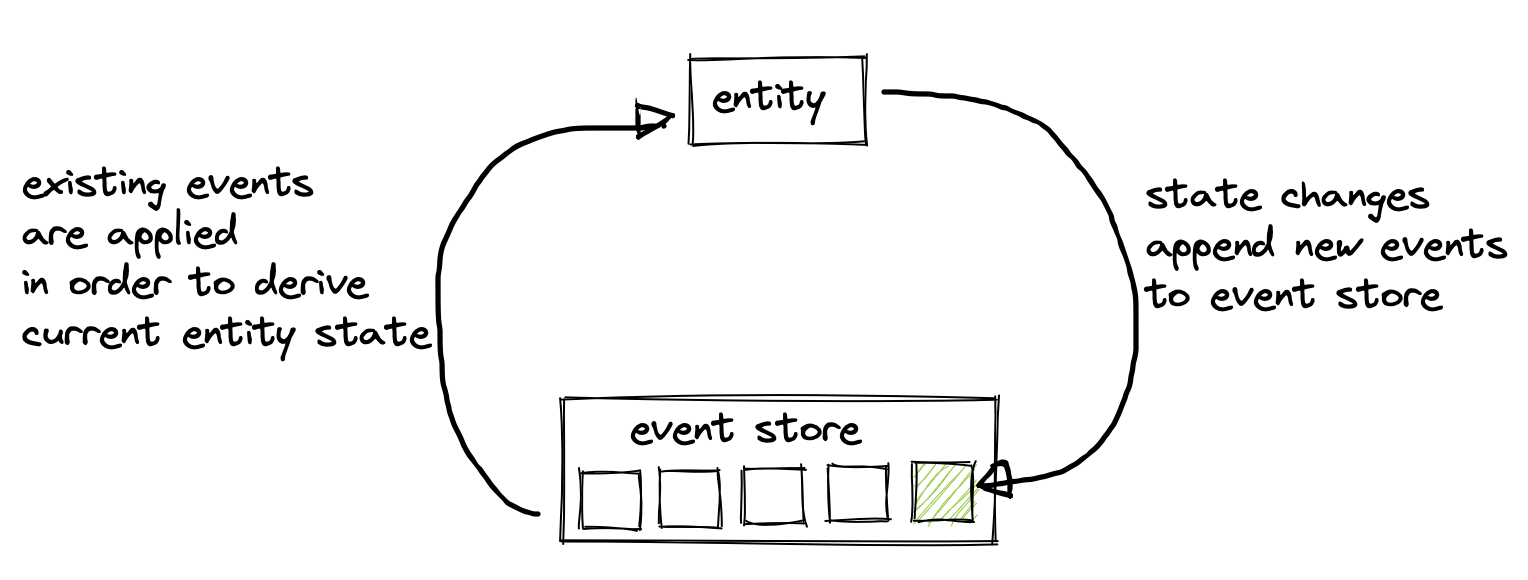 entity
existing events
are applied
in order to derive
current entity state
state changes
append new events
to event store
event store